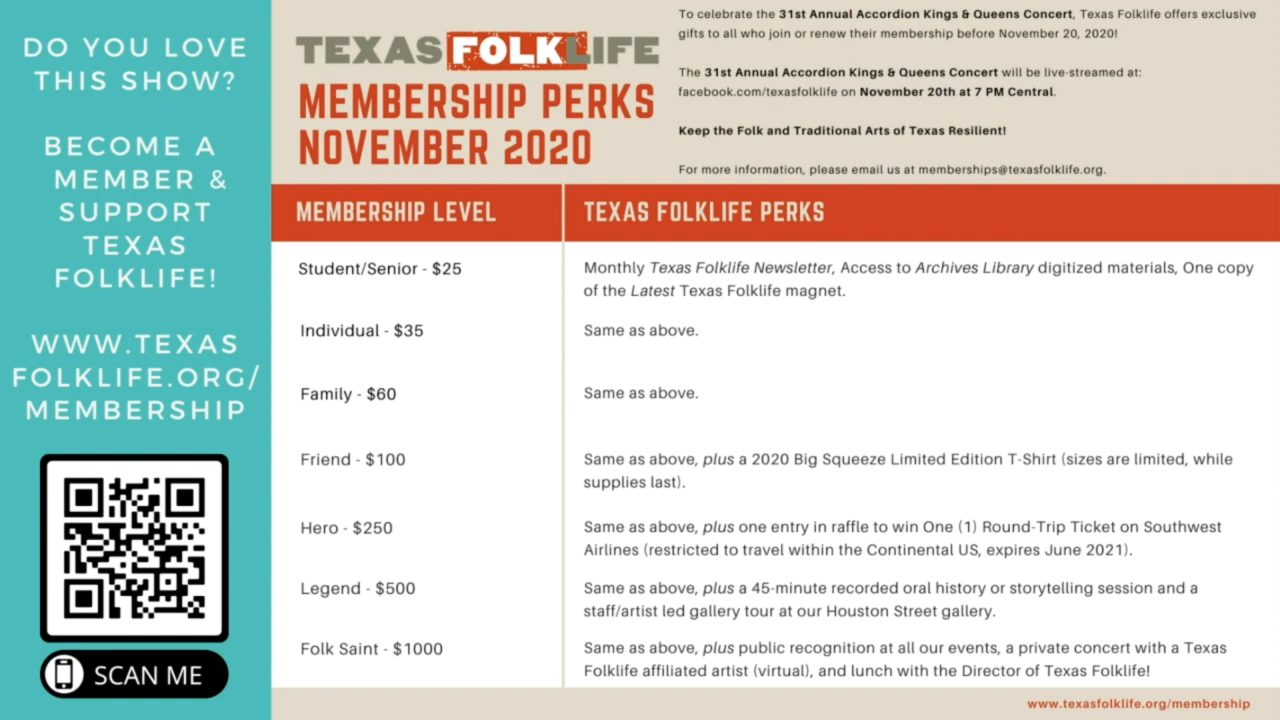 DO YOU LOVE
THIS SHOW?
BECOME A
MEMBER &
SUPPORT
TEXAS
FOLKLIFE!
WWW.TEXAS
FOLKLIFE.ORG/
MEMBERSHIP
SCAN ME
TEXAS FOLKLIFE
MEMBERSHIP PERKS
NOVEMBER 2020
To celebrate the 31st Annual Accordion Kings & Queens Concert, Texas Folklife offers exclusive
gifts to all who join or renew their membership before November 20, 2020!
The 31st Annual Accordion Kings & Queens Concert will be live-streamed at:
facebook.com/texasfolklife on November 20th at 7 PM Central.
Keep the Folk and Traditional Arts of Texas Resilient!
For more information, please email us at memberships@texasfolklife.org.
MEMBERSHIP LEVEL
TEXAS FOLKLIFE PERKS
Student/Senior - $25
Monthly Texas Folklife Newsletter, Access to Archives Library digitized materials, One copy
of the Latest Texas Folklife magnet.
Individual - $35
Same as above.
Family - $60
Same as above.
Friend - $100
Same as above, plus a 2020 Big Squeeze Limited Edition T-Shirt (sizes are limited, while
supplies last).
Hero - $250
Same as above, plus one entry in raffle to win One (1) Round-Trip Ticket on Southwest
Airlines (restricted to travel within the Continental US, expires June 2021).
Legend - $500
Same as above, plus a 45-minute recorded oral history or storytelling session and a
staff/artist led gallery tour at our Houston Street gallery.
Folk Saint - $1000
Same as above, plus public recognition at all our events, a private concert with a Texas
Folklife affiliated artist (virtual), and lunch with the Director of Texas Folklife!
www.texasfolklife.org/membership